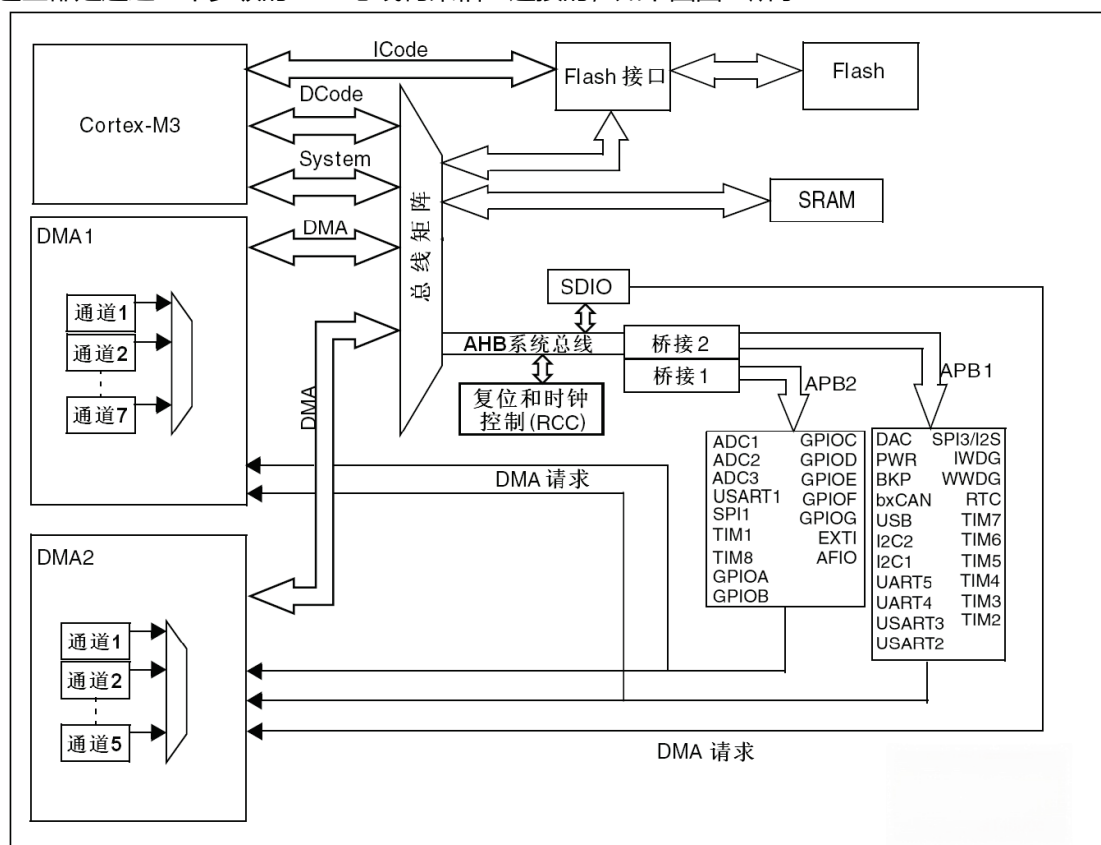 ICode
DCode
System
DMA
Cortex-M3
Flash 接口
Flash
SRAM
总线矩阵
DMA1
通道1
通道2
通道7
DMA
SDIO
AHB系统总线
桥接2
桥接1
复位和时钟
控制(RCC)
APB2
APB1
ADC1 GPIOC
ADC2 GPIOD
ADC3 GPIOE
USART1 GPIOF
SPI1 GPIOG
TIM1 EXTI
TIM8 AFIO
GPIOA
GPIOB
DAC SPI3/I2S
PWR IWDG
BKP WWDG
bxCAN RTC
USB TIM7
I2C2 TIM6
I2C1 TIM5
UART5 TIM4
UART4 TIM3
USART3 TIM2
USART2
DMA 请求
DMA2
通道1
通道2
通道5
DMA 请求